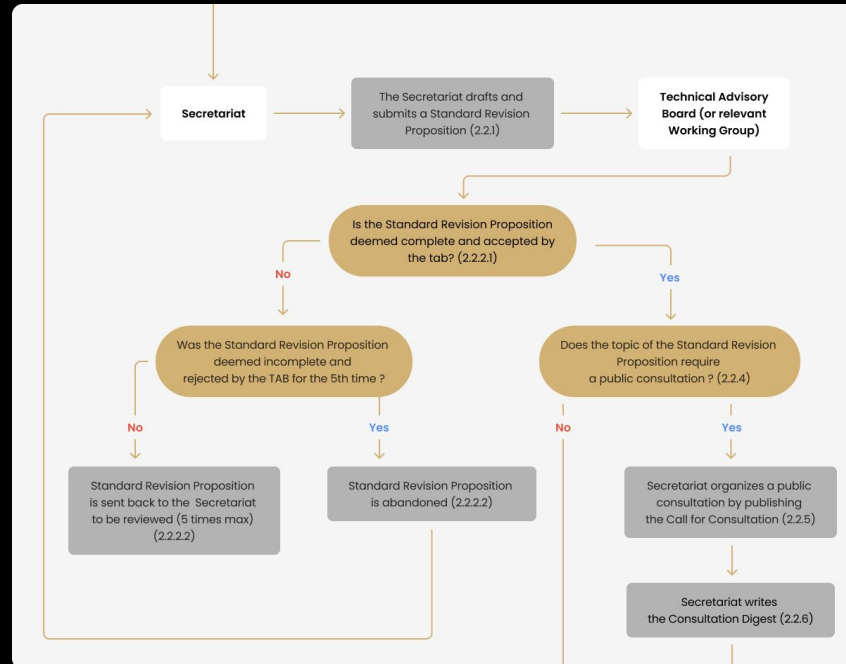 Secretariat
The Secretariat drafts and
submits a Standard Revision
Proposition (2.2.1)
Technical Advisory
Board (or relevant
Working Group)
Is the Standard Revision Proposition
deemed complete and accepted by
the tab? (2.2.2.1)
No
Yes
Was the Standard Revision Proposition
deemed incomplete and
rejected by the TAB for the 5th time ?
Does the topic of the Standard Revision
Proposition require
a public consultation ? (2.2.4)
No
Yes
No
Yes
Standard Revision Proposition
is sent back to the Secretariat
to be reviewed (5 times max)
(2.2.2.2)
Standard Revision Proposition
is abandoned (2.2.2.2)
Secretariat organizes a public
consultation by publishing
the Call for Consultation (2.2.5)
Secretariat writes
the Consultation Digest (2.2.6)